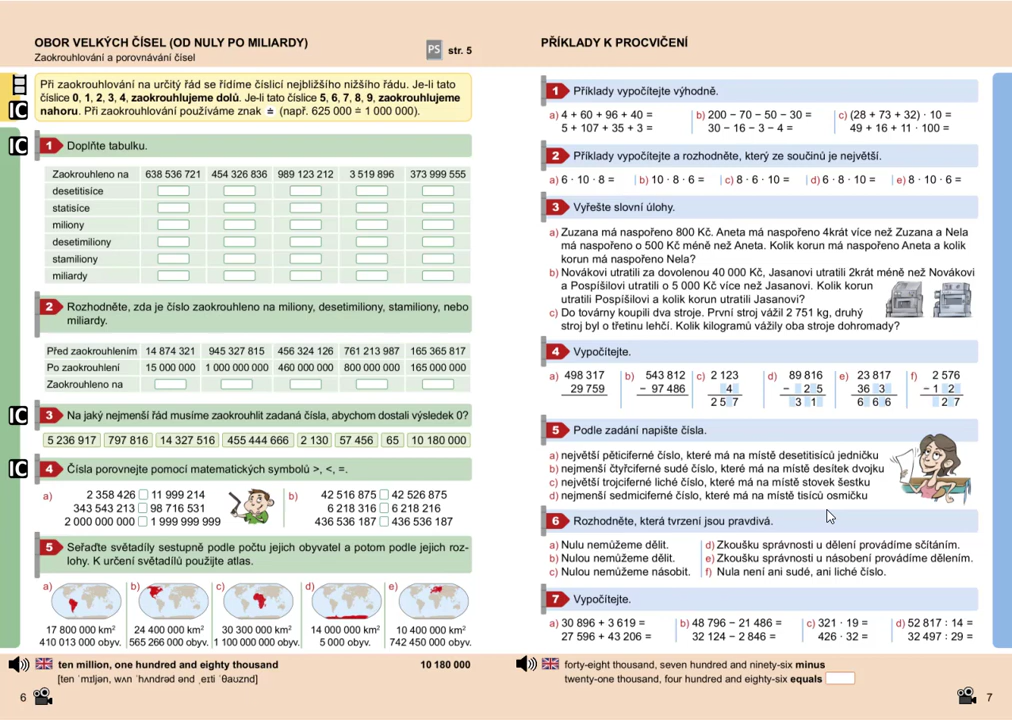 OBOR VELKÝCH ČÍSEL (OD NULY PO MILIARDY)
Zaokrouhlování a porovnávání čísel
PS str. 5
Při zaokrouhlování na určitý řád se řídíme číslicí nejbližšího nižšího řádu. Je-li tato
číslice 0, 1, 2, 3, 4, zaokrouhlujeme dolů. Je-li tato číslice 5, 6, 7, 8, 9, zaokrouhlujeme
nahoru. Při zaokrouhlování používáme znak ≐ (např. 625 000 ≐ 1 000 000).
1 Doplňte tabulku.
Zaokrouhleno na 638 536 721 454 326 836 989 123 212 3 519 896 373 999 555
desetitisíce
statisíce
miliony
desetimiliony
stamiliony
miliardy
2 Rozhodněte, zda je číslo zaokrouhleno na miliony, desetimiliony, stamiliony, nebo
miliardy.
Před zaokrouhlením 14 874 321 945 327 815 456 324 126 761 213 987 165 365 817
Po zaokrouhlení 15 000 000 1 000 000 000 460 000 000 800 000 000 165 000 000
Zaokrouhleno na
3 Na jaký nejmenší řád musíme zaokrouhlit zadaná čísla, abychom dostali výsledek 0?
5 236 917 797 816 14 327 516 455 444 666 2 130 57 456 65 10 180 000
4 Čísla porovnejte pomocí matematických symbolů >, <, =.
a) 2 358 426 11 999 214
343 543 213 98 716 531
2 000 000 000 1 999 999 999
b) 42 516 875 42 526 875
6 218 316 6 218 216
436 536 187 436 536 187
5 Seřaďte světadíly sestupně podle počtu jejich obyvatel a potom podle jejich roz-
lohy. K určení světadílů použijte atlas.
a) b) c) d) e)
17 800 000 km² 24 400 000 km² 30 300 000 km² 14 000 000 km² 10 400 000 km²
410 013 000 obyv. 565 266 000 obyv. 1 100 000 000 obyv. 5 000 obyv. 742 450 000 obyv.
ten million, one hundred and eighty thousand 10 180 000
[ten ˈmɪljən, wʌn ˈhʌndrəd ənd ˌeɪti ˈθauznd]
6
PŘÍKLADY K PROCVIČENÍ
1 Příklady vypočítejte výhodně.
a) 4 + 60 + 96 + 40 = b) 200 − 70 − 50 − 30 = c) (28 + 73 + 32) · 10 =
5 + 107 + 35 + 3 = 30 − 16 − 3 − 4 = 49 + 16 + 11 · 100 =
2 Příklady vypočítejte a rozhodněte, který ze součinů je největší.
a) 6 · 10 · 8 = b) 10 · 8 · 6 = c) 8 · 6 · 10 = d) 6 · 8 · 10 = e) 8 · 10 · 6 =
3 Vyřešte slovní úlohy.
a) Zuzana má naspořeno 800 Kč. Aneta má naspořeno 4krát více než Zuzana a Nela
má naspořeno o 500 Kč méně než Aneta. Kolik korun má naspořeno Aneta a kolik
korun má naspořeno Nela?
b) Novákovi utratili za dovolenou 40 000 Kč, Jasanovi utratili 2krát méně než Novákovi
a Pospíšilovi utratili o 5 000 Kč více než Jasanovi. Kolik korun
utratili Pospíšilovi a kolik korun utratili Jasanovi?
c) Do továrny koupili dva stroje. První stroj vážil 2 751 kg, druhý
stroj byl o třetinu lehčí. Kolik kilogramů vážily oba stroje dohromady?
4 Vypočítejte.
a) 498 317 b) 543 812 c) 2 123 d) 89 816 e) 23 817 f) 2 576
29 759 − 97 486 4 − 2 5 36 3 − 1 2
2 5 7 3 1 6 6 6 2 7
5 Podle zadání napište čísla.
a) největší pěticiferné číslo, které má na místě desetitisíců jedničku
b) nejmenší čtyřciferné sudé číslo, které má na místě desítek dvojku
c) největší trojciferné liché číslo, které má na místě stovek šestku
d) nejmenší sedmiciferné číslo, které má na místě tisíců osmičku
6 Rozhodněte, která tvrzení jsou pravdivá.
a) Nulu nemůžeme dělit. d) Zkoušku správnosti u dělení provádíme sčítáním.
b) Nulou nemůžeme dělit. e) Zkoušku správnosti u násobení provádíme dělením.
c) Nulou nemůžeme násobit. f) Nula není ani sudé, ani liché číslo.
7 Vypočítejte.
a) 30 896 + 3 619 = b) 48 796 − 21 486 = c) 321 · 19 = d) 52 817 : 14 =
27 596 + 43 206 = 32 124 − 2 846 = 426 · 32 = 32 497 : 29 =
forty-eight thousand, seven hundred and ninety-six minus
twenty-one thousand, four hundred and eighty-six equals
7